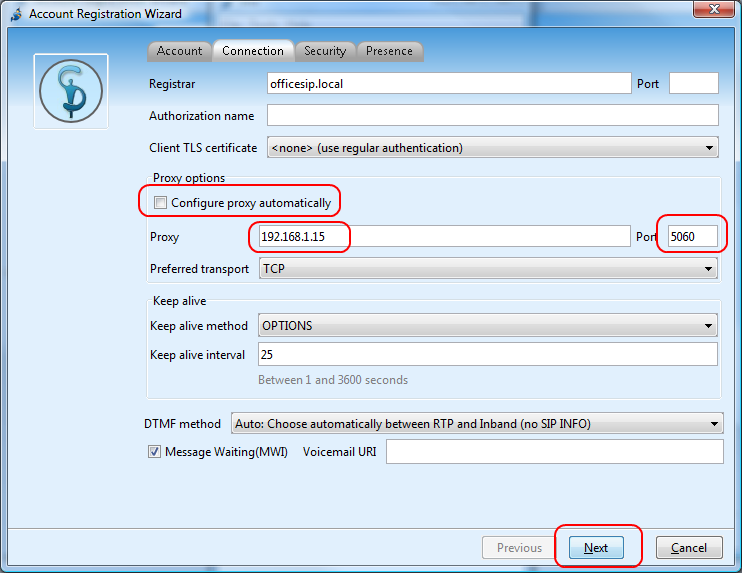 Account Registration Wizard
Account Connection Security Presence
Registrar officesip.local Port
Authorization name
Client TLS certificate <none> (use regular authentication)
Proxy options
Configure proxy automatically
Proxy 192.168.1.15 Port 5060
Preferred transport TCP
Keep alive
Keep alive method OPTIONS
Keep alive interval 25
Between 1 and 3600 seconds
DTMF method Auto: Choose automatically between RTP and Inband (no SIP INFO)
Message Waiting(MWI) Voicemail URI
Previous Next Cancel